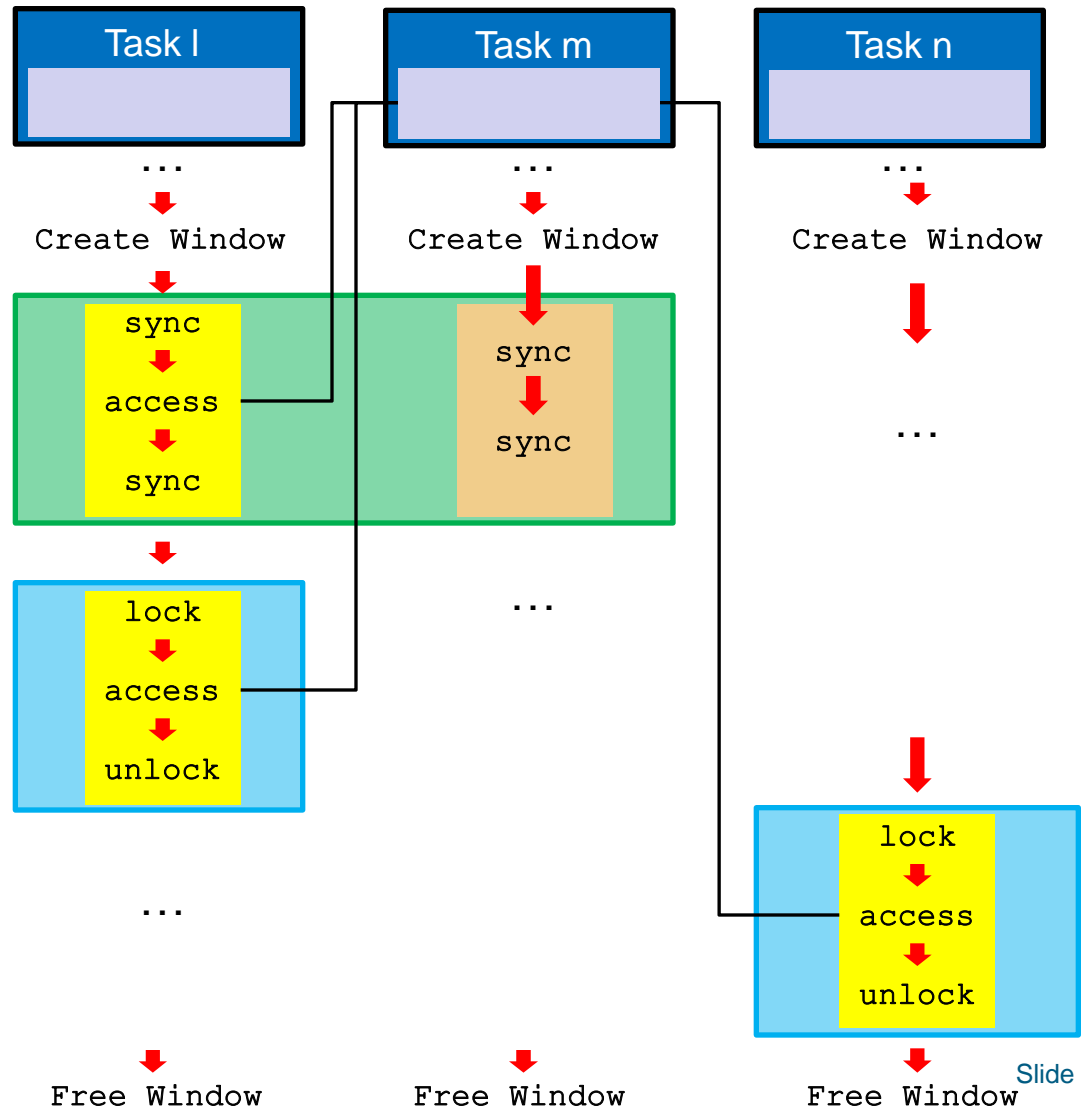 Task l
Task m
Task n
...
...
...
Create Window
Create Window
Create Window
sync
access
sync
sync
sync
...
lock
access
unlock
...
...
lock
access
unlock
Free Window
Free Window
Free Window
Slide